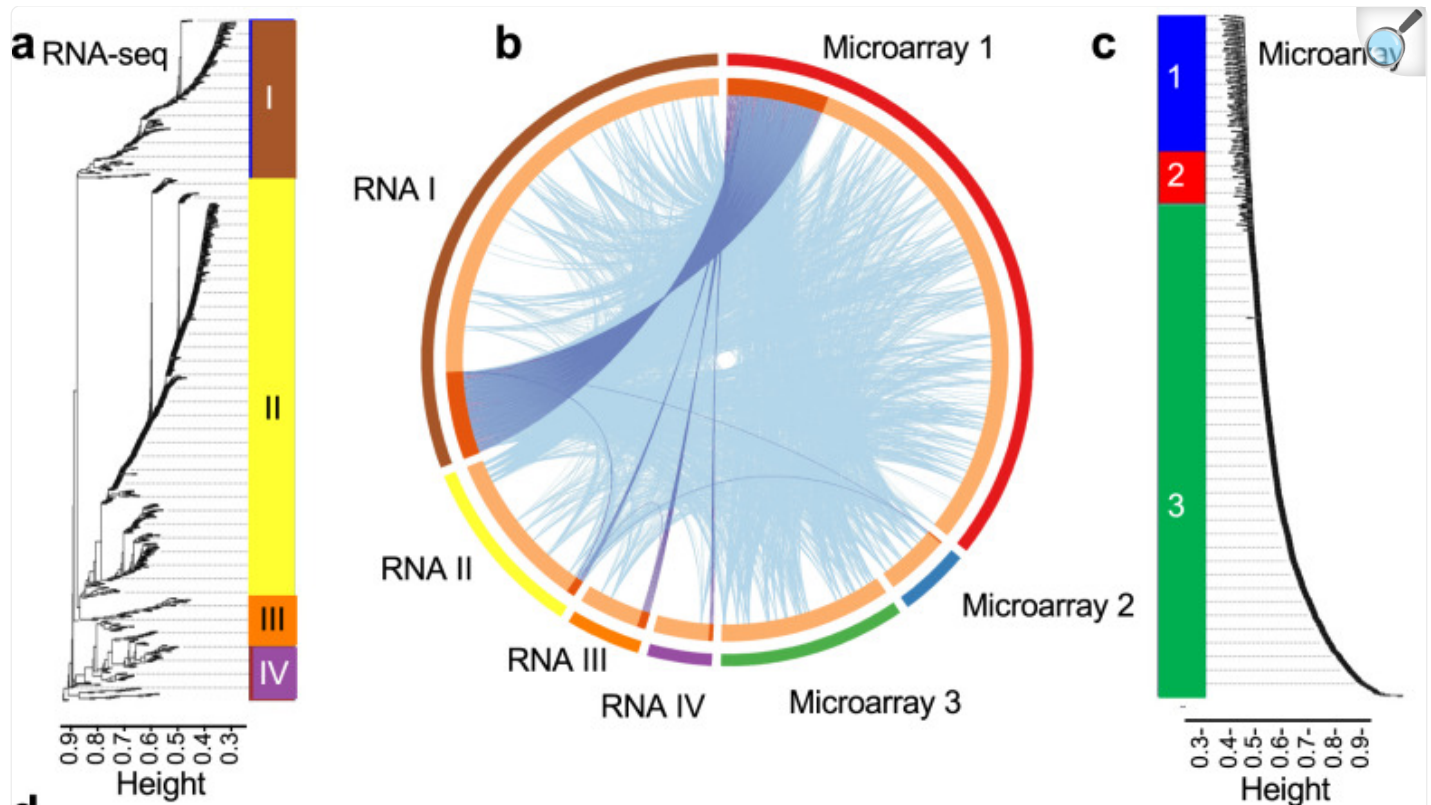 a
RNA-seq
I
II
III
IV
0.9-
0.8-
0.7-
0.6-
0.5-
0.4-
0.3-
Height
b
Microarray 1
RNA I
RNA II
RNA III
RNA IV
Microarray 3
Microarray 2
c
Microarray
1
2
3
0.3-
0.4-
0.5-
0.6-
0.7-
0.8-
0.9-
Height
d